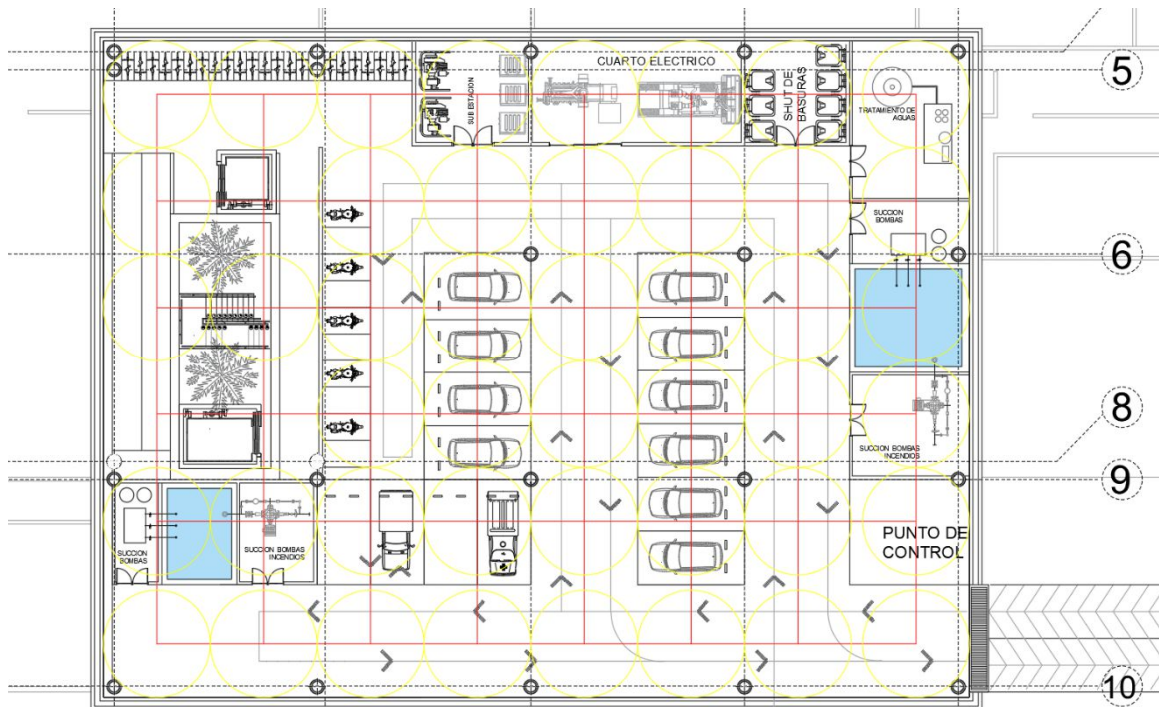 5
CUARTO ELECTRICO
SUB ESTACION
SHUT DE
BASURAS
TRATAMIENTO DE
AGUAS
SUCCION
BOMBAS
6
8
SUCCION BOMBAS
INCENDIOS
9
PUNTO DE
CONTROL
SUCCION
BOMBAS
SUCCION BOMBAS
INCENDIOS
10